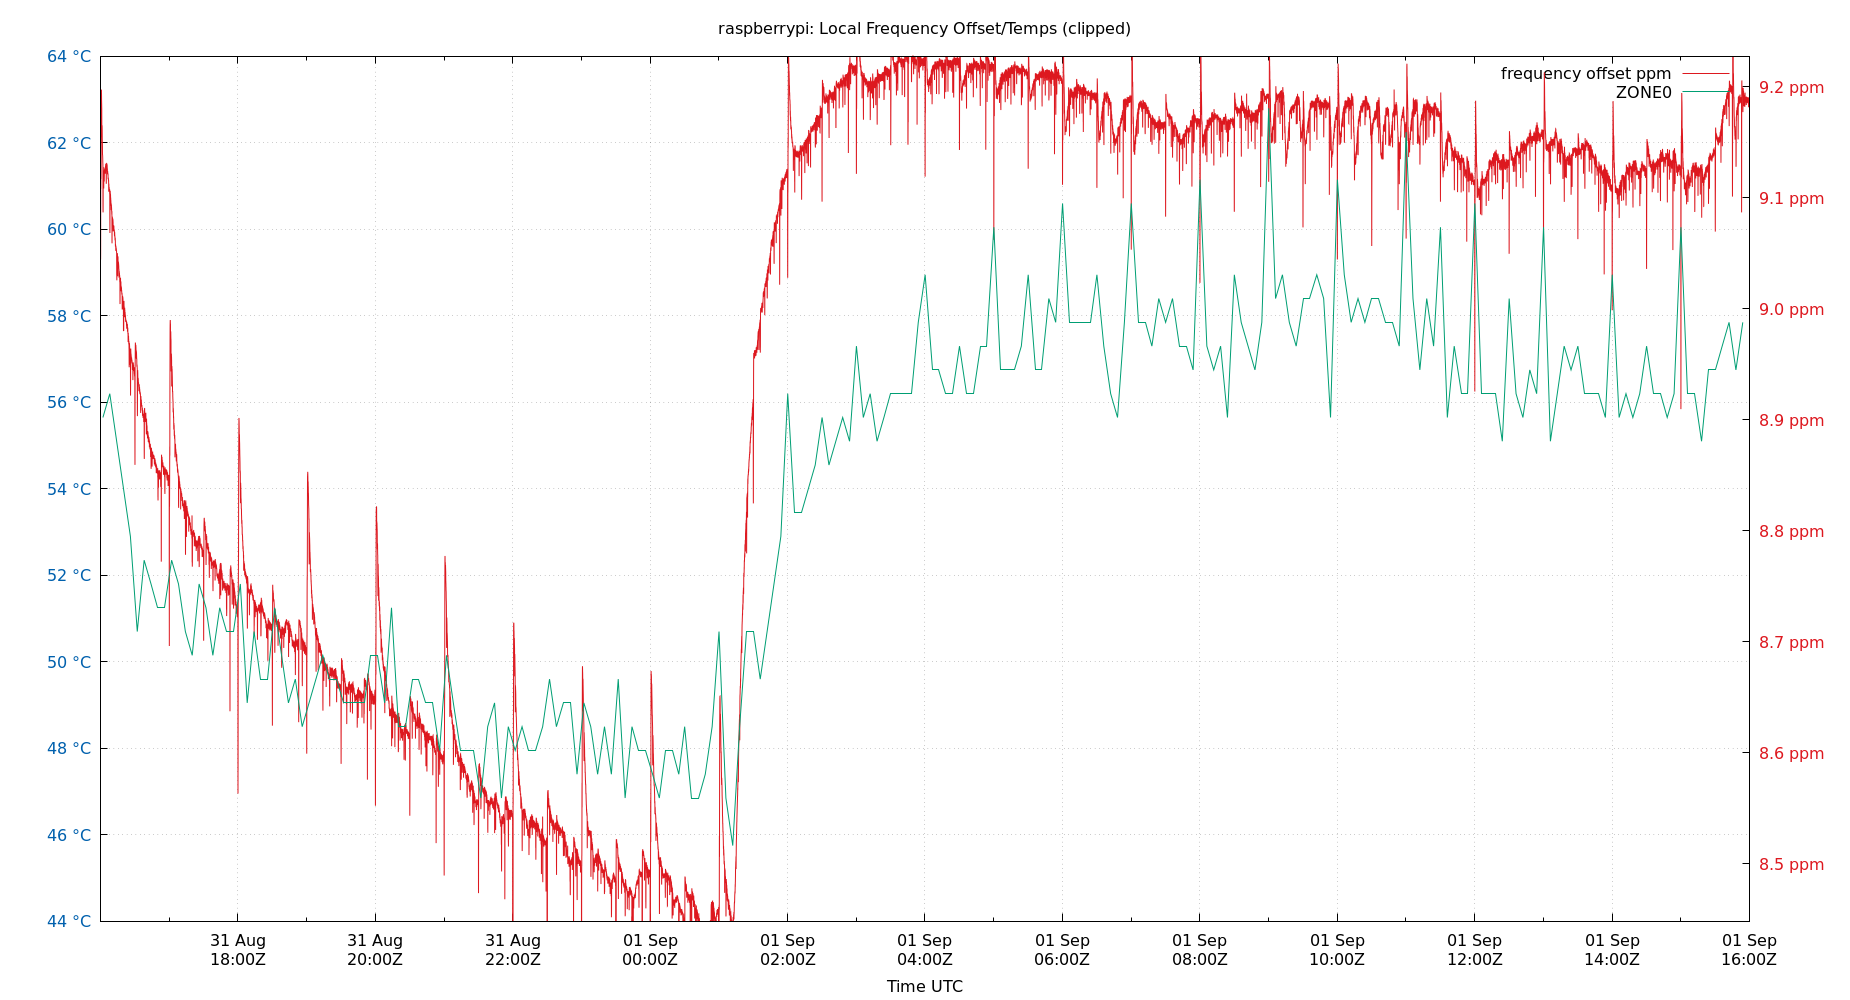 raspberrypi: Local Frequency Offset/Temps (clipped)
64 °C
62 °C
60 °C
58 °C
56 °C
54 °C
52 °C
50 °C
48 °C
46 °C
44 °C
frequency offset ppm
ZONE0
9.2 ppm
9.1 ppm
9.0 ppm
8.9 ppm
8.8 ppm
8.7 ppm
8.6 ppm
8.5 ppm
31 Aug 31 Aug 31 Aug 01 Sep 01 Sep 01 Sep 01 Sep 01 Sep 01 Sep 01 Sep 01 Sep 01 Sep
18:00Z 20:00Z 22:00Z 00:00Z 02:00Z 04:00Z 06:00Z 08:00Z 10:00Z 12:00Z 14:00Z 16:00Z
Time UTC